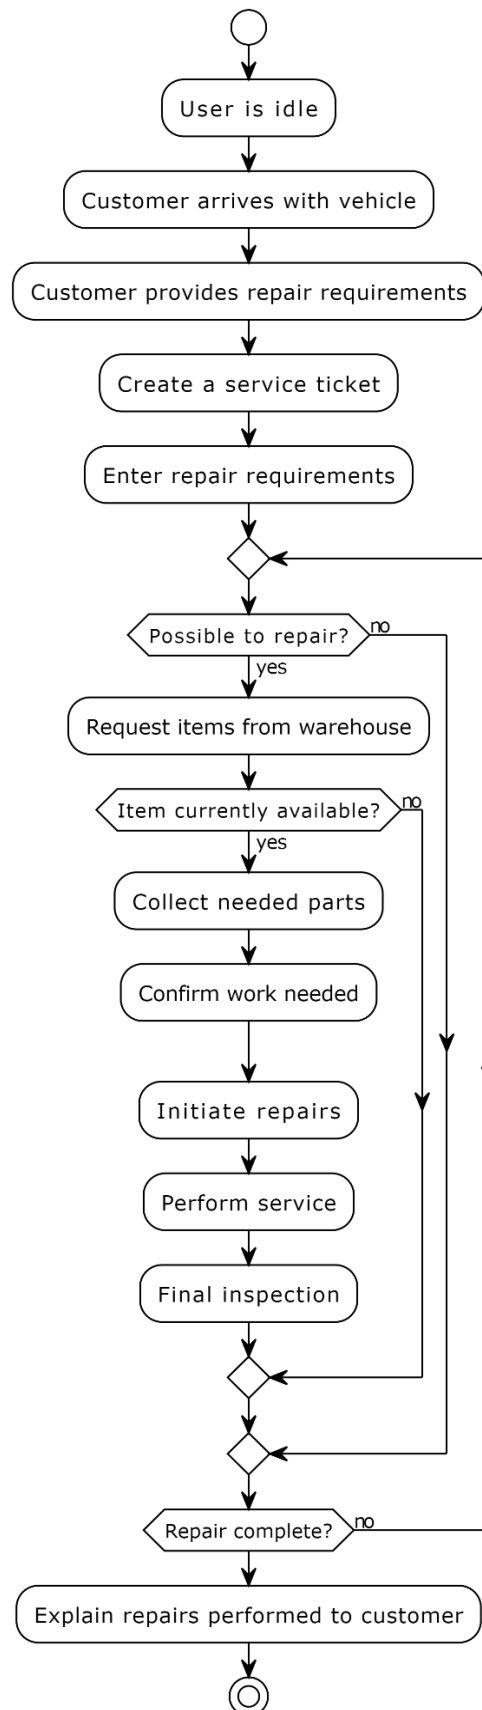 User is idle
Customer arrives with vehicle
Customer provides repair requirements
Create a service ticket
Enter repair requirements
Possible to repair?
no
yes
Request items from warehouse
Item currently available?
no
yes
Collect needed parts
Confirm work needed
Initiate repairs
Perform service
Final inspection
Repair complete?
no
Explain repairs performed to customer